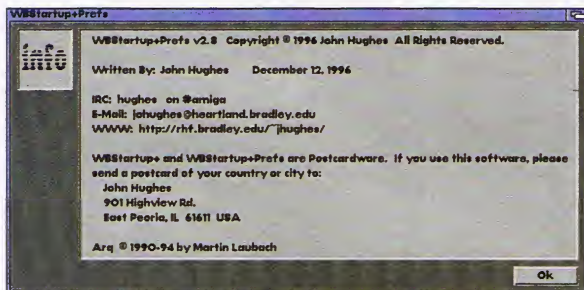 WBStartup+Prefs
info
WBStartup+Prefs v2.8 Copyright © 1996 John Hughes All Rights Reserved.
Written By: John Hughes December 12, 1996
IRC: hughes on #amiga
E-Mail: johughes@heartland.bradley.edu
WWW: http://rhf.bradley.edu/~jhughes/
WBStartup+ and WBStartup+Prefs are Postcardware. If you use this software, please
send a postcard of your country or city to:
John Hughes
901 Highview Rd.
East Peoria, IL 61611 USA
Arq © 1990-94 by Martin Laubach
Ok